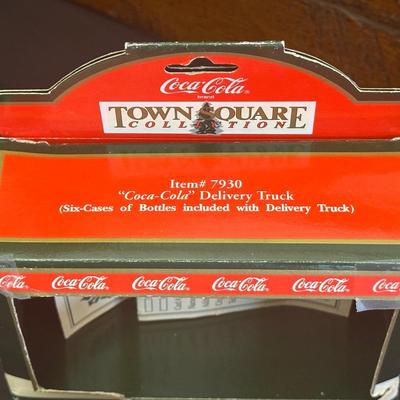 Coca-Cola
brand
TOWN SQUARE
COLLECTION
Item# 7930
"Coca-Cola" Delivery Truck
(Six-Cases of Bottles included with Delivery Truck)
Coca-Cola Coca-Cola Coca-Cola Coca-Cola Coca-Cola Coca-C